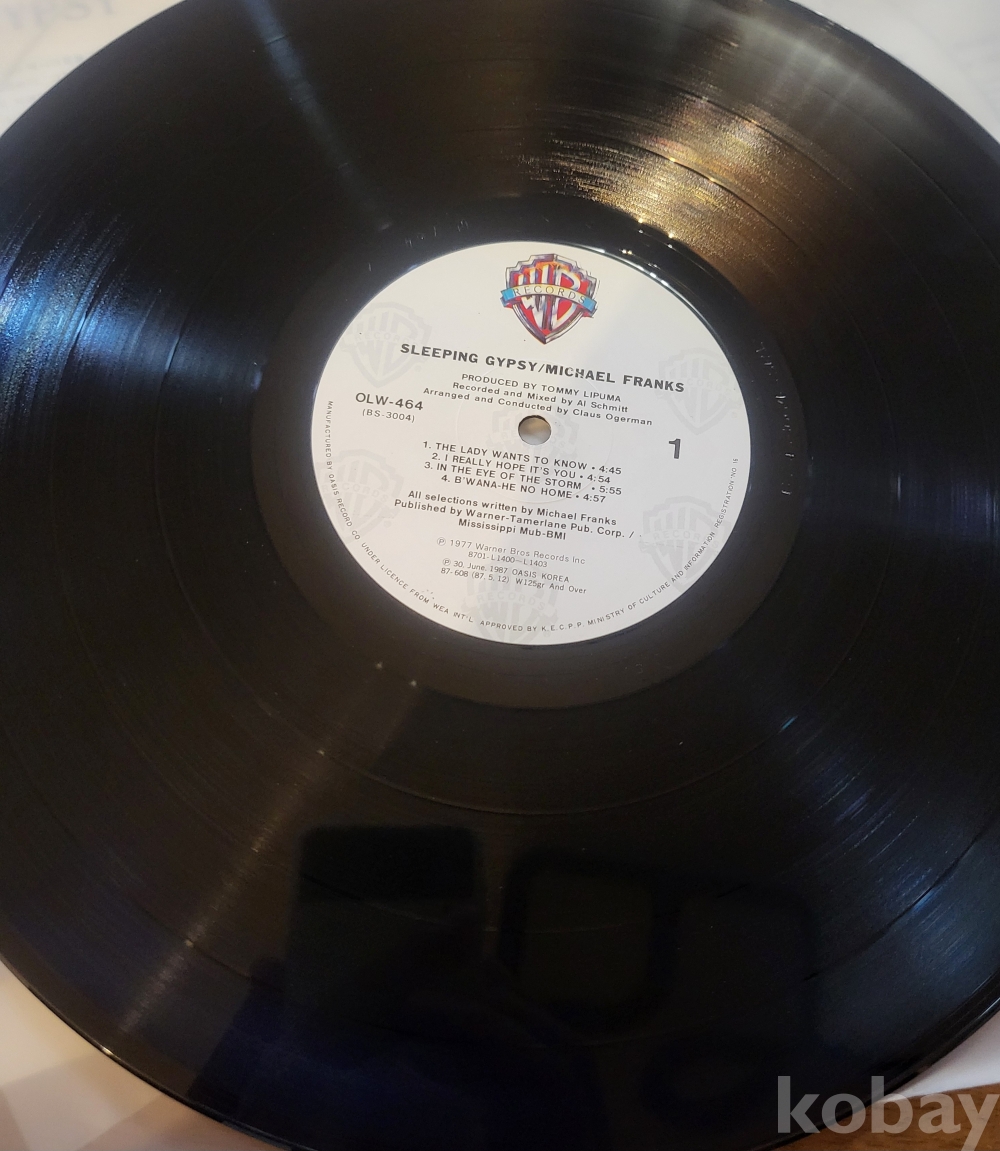 WB
RECORDS
SLEEPING GYPSY/MICHAEL FRANKS
PRODUCED BY TOMMY LIPUMA
Recorded and Mixed by Al Schmitt
Arranged and Conducted by Claus Ogerman
OLW-464
(BS-3004)
1
1. THE LADY WANTS TO KNOW • 4:45
2. I REALLY HOPE IT'S YOU • 4:54
3. IN THE EYE OF THE STORM • 5:55
4. B'WANA-HE NO HOME • 4:57
All selections written by Michael Franks
Published by Warner-Tamerlane Pub. Corp. /
Mississippi Mub-BMI
Ⓟ 1977 Warner Bros Records Inc
8701-L1400~L1403
Ⓟ 30, June, 1987 OASIS KOREA
87-608 (87. 5. 12) W125gr And Over
MANUFACTURED BY OASIS RECORD CO UNDER LICENCE FROM WEA INT'L. APPROVED BY K.E.C.P.P. MINISTRY OF CULTURE AND INFORMATION REGISTRATION NO
kobay